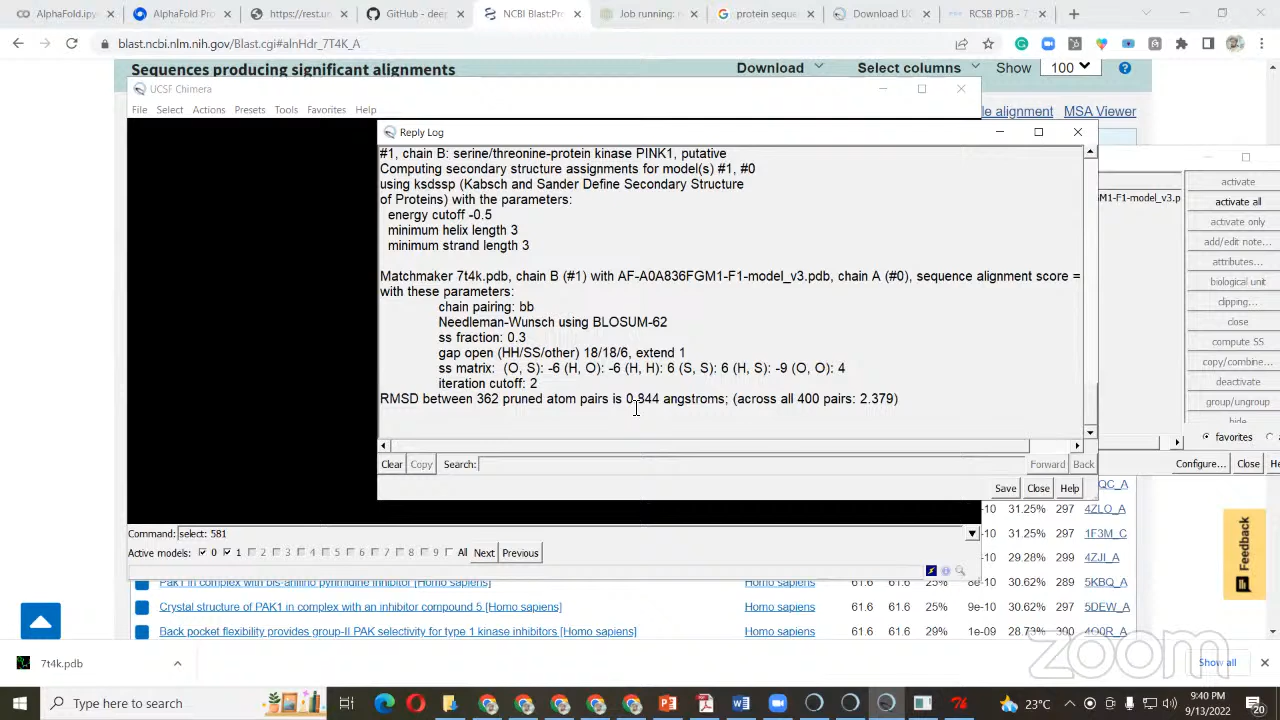 AlphaFold.ipy
AlphaFold Pro
https://rest.un
GitHub - deep
NCBI Blast:Pro
Job running: r
protein seque
Download UC
RCSB PDB - 7
blast.ncbi.nlm.nih.gov/Blast.cgi#alnHdr_7T4K_A
Sequences producing significant alignments
Download
Select columns
Show
100
UCSF Chimera
File Select Actions Presets Tools Favorites Help
le alignment
MSA Viewer
Reply Log
#1, chain B: serine/threonine-protein kinase PINK1, putative
Computing secondary structure assignments for model(s) #1, #0
using ksdssp (Kabsch and Sander Define Secondary Structure
of Proteins) with the parameters:
energy cutoff -0.5
minimum helix length 3
minimum strand length 3
Matchmaker 7t4k.pdb, chain B (#1) with AF-A0A836FGM1-F1-model_v3.pdb, chain A (#0), sequence alignment score =
with these parameters:
chain pairing: bb
Needleman-Wunsch using BLOSUM-62
ss fraction: 0.3
gap open (HH/SS/other) 18/18/6, extend 1
ss matrix: (O, S): -6 (H, O): -6 (H, H): 6 (S, S): 6 (H, S): -9 (O, O): 4
iteration cutoff: 2
RMSD between 362 pruned atom pairs is 0.844 angstroms; (across all 400 pairs: 2.379)
Clear Copy Search: Forward Back
Save Close Help
M1-F1-model_v3.p
activate
activate all
activate only
add/edit note...
attributes...
biological unit
clipping...
close
compute SS
copy/combine...
deactivate
group/ungroup
hide
favorites
Configure... Close He
Command: select: 581
Active models: 0 1 2 3 4 5 6 7 8 9 All Next Previous
QC_A
-10 31.25% 297 4ZLO_A
-10 31.25% 297 1F3M_C
-10 29.28% 299 4ZJI_A
Pak1 in complex with bis-anilino pyrimidine inhibitor [Homo sapiens] Homo sapiens 61.6 61.6 25% 8e-10 30.62% 289 5KBQ_A
Crystal structure of PAK1 in complex with an inhibitor compound 5 [Homo sapiens] Homo sapiens 61.6 61.6 25% 9e-10 30.62% 297 5DEW_A
Back pocket flexibility provides group-II PAK selectivity for type 1 kinase inhibitors [Homo sapiens] Homo sapiens 61.6 61.6 29% 1e-09 28.73% 300 4O0R_A
Feedback
zoom
7t4k.pdb
Show all
Type here to search
23°C
9:40 PM
9/13/2022
20